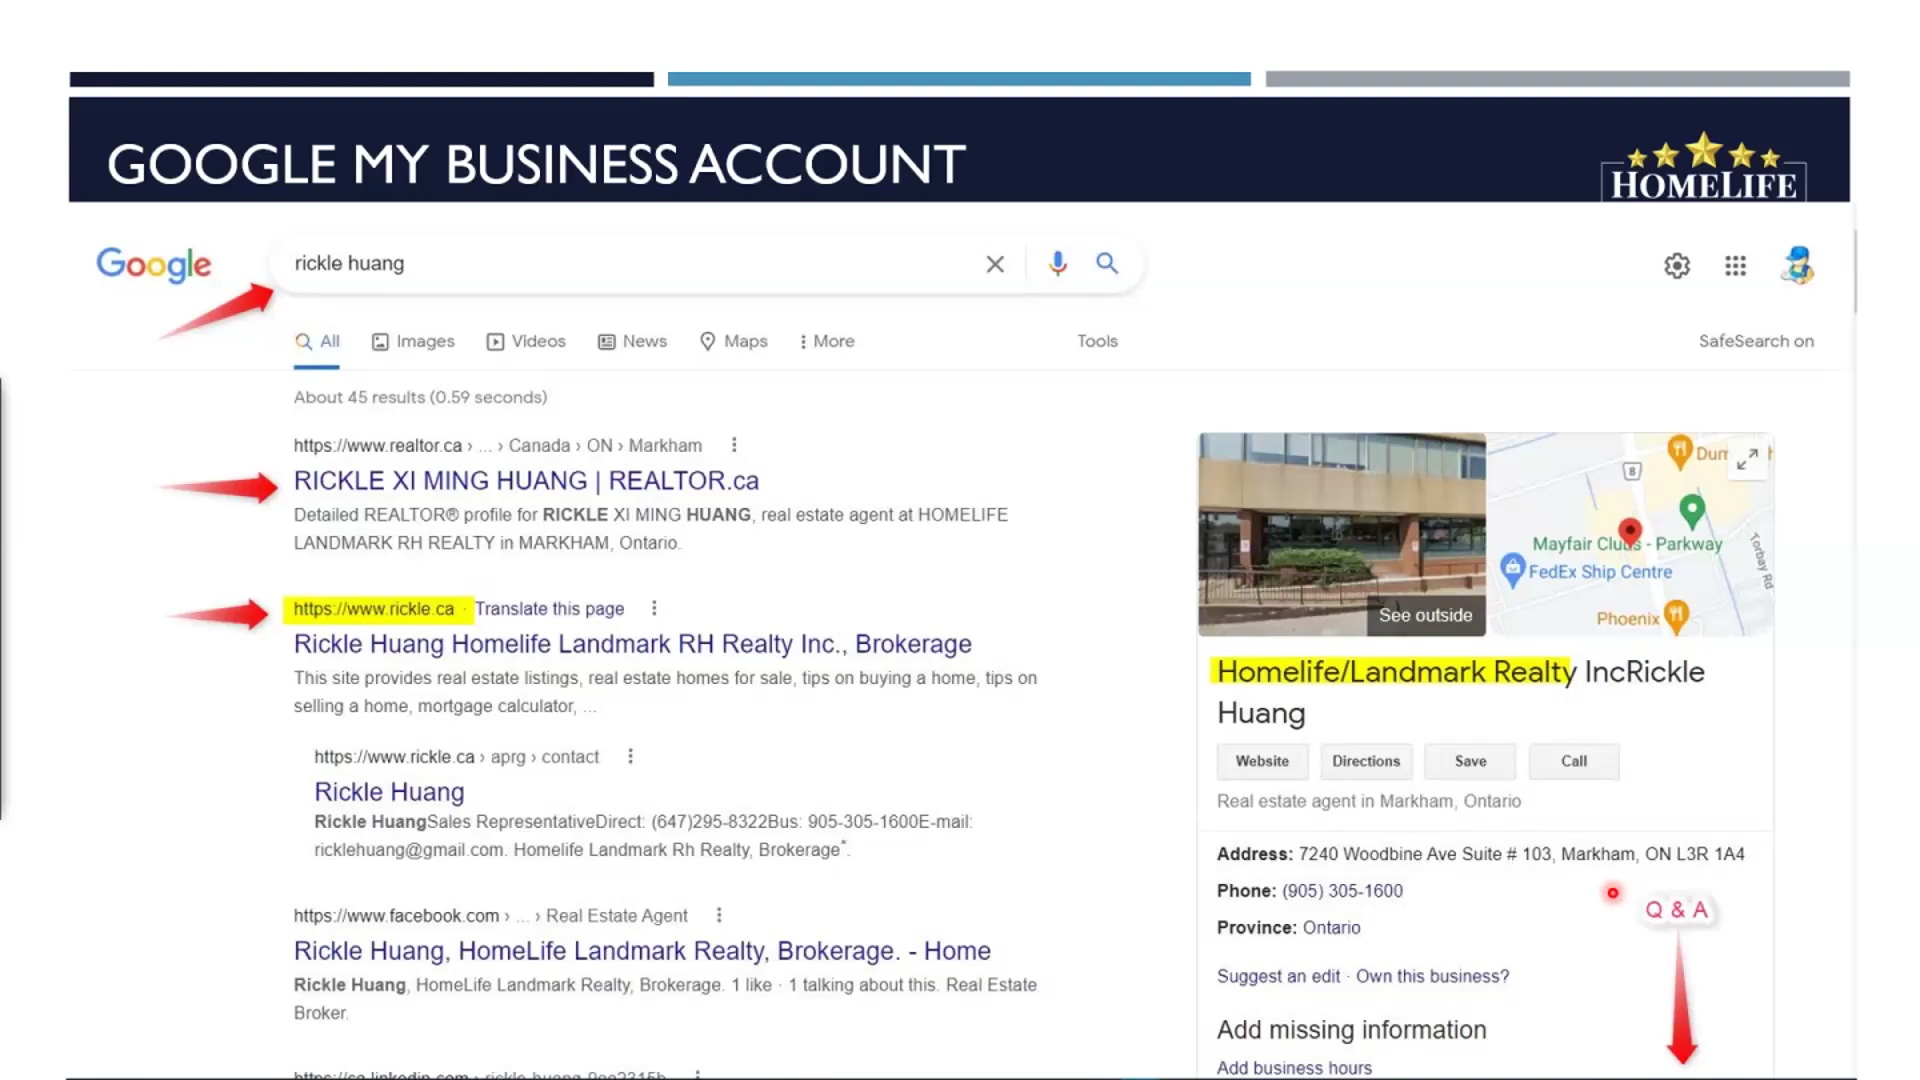 GOOGLE MY BUSINESS ACCOUNT
HOMELIFE
Google
rickle huang
All
Images
Videos
News
Maps
More
Tools
SafeSearch on
About 45 results (0.59 seconds)
https://www.realtor.ca › ... › Canada › ON › Markham
RICKLE XI MING HUANG | REALTOR.ca
Detailed REALTOR® profile for RICKLE XI MING HUANG, real estate agent at HOMELIFE
LANDMARK RH REALTY in MARKHAM, Ontario.
https://www.rickle.ca · Translate this page
Rickle Huang Homelife Landmark RH Realty Inc., Brokerage
This site provides real estate listings, real estate homes for sale, tips on buying a home, tips on
selling a home, mortgage calculator, ...
https://www.rickle.ca › aprg › contact
Rickle Huang
Rickle HuangSales RepresentativeDirect: (647)295-8322Bus: 905-305-1600E-mail:
ricklehuang@gmail.com. Homelife Landmark Rh Realty, Brokerage*.
https://www.facebook.com › ... › Real Estate Agent
Rickle Huang, HomeLife Landmark Realty, Brokerage. - Home
Rickle Huang, HomeLife Landmark Realty, Brokerage. 1 like · 1 talking about this. Real Estate
Broker.
See outside
8
Mayfair Clubs - Parkway
FedEx Ship Centre
Torbay Rd
Phoenix
Homelife/Landmark Realty IncRickle
Huang
Website
Directions
Save
Call
Real estate agent in Markham, Ontario
Address: 7240 Woodbine Ave Suite # 103, Markham, ON L3R 1A4
Phone: (905) 305-1600
Q & A
Province: Ontario
Suggest an edit · Own this business?
Add missing information
Add business hours